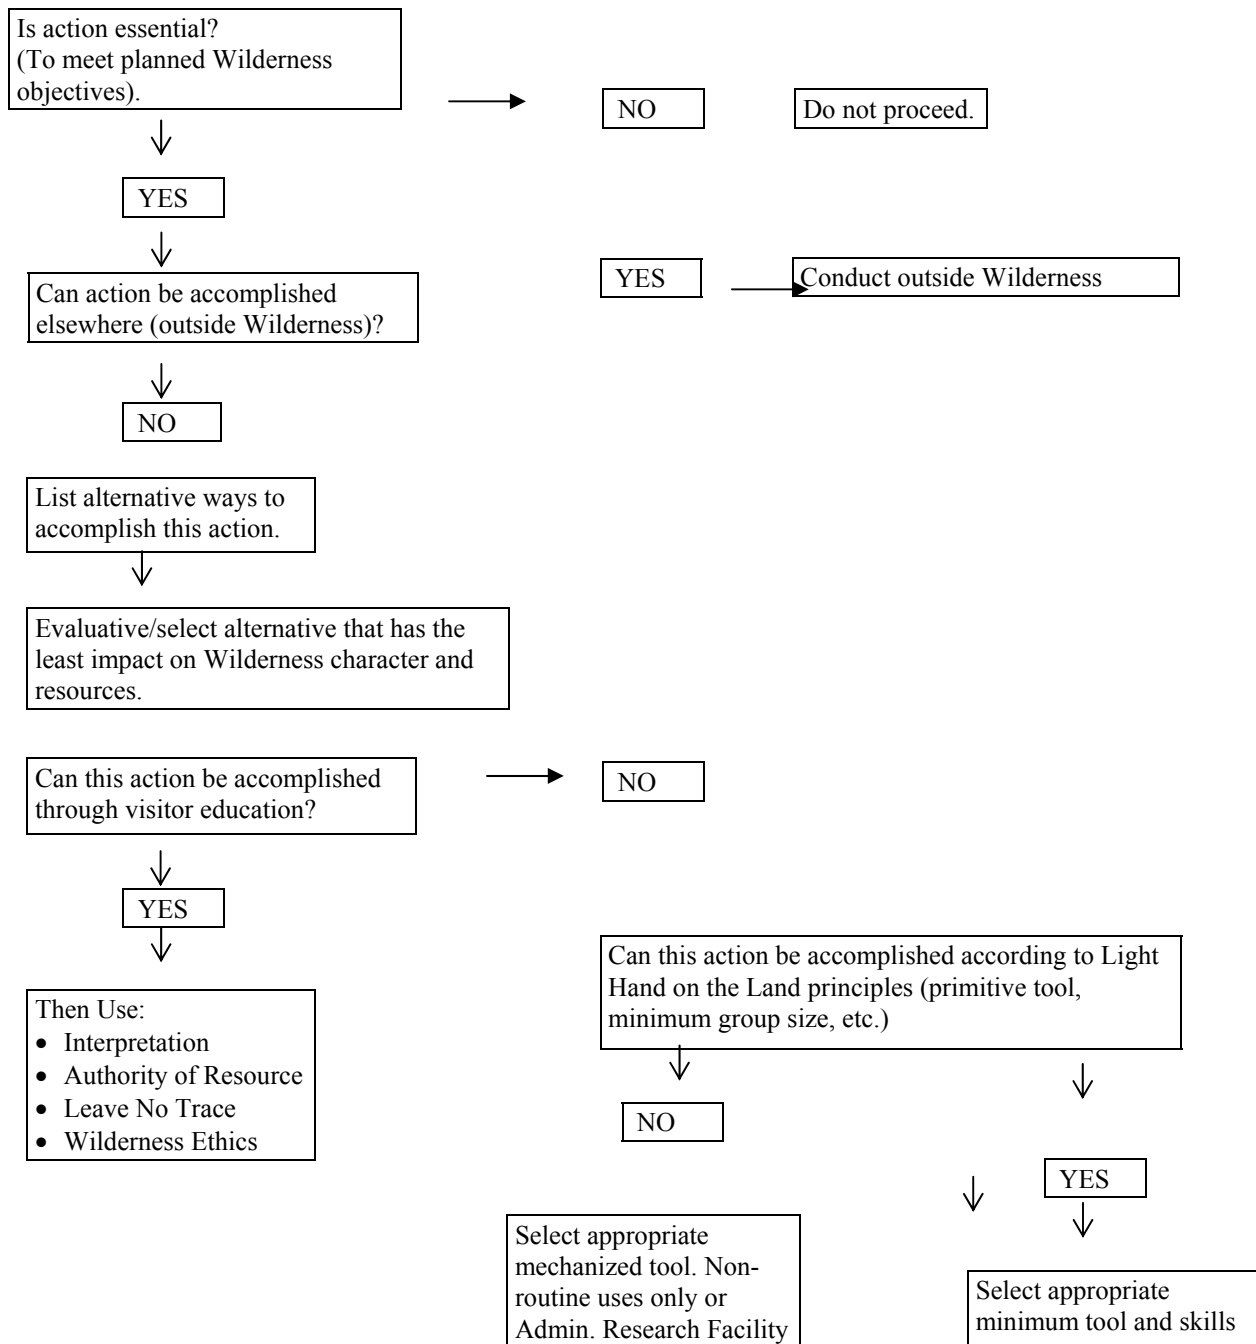 Is action essential?
(To meet planned Wilderness
objectives).
NO
Do not proceed.
YES
Can action be accomplished
elsewhere (outside Wilderness)?
YES
Conduct outside Wilderness
NO
List alternative ways to
accomplish this action.
Evaluative/select alternative that has the
least impact on Wilderness character and
resources.
Can this action be accomplished
through visitor education?
NO
YES
Then Use:
• Interpretation
• Authority of Resource
• Leave No Trace
• Wilderness Ethics
Can this action be accomplished according to Light
Hand on the Land principles (primitive tool,
minimum group size, etc.)
NO
YES
Select appropriate
mechanized tool. Non-
routine uses only or
Admin. Research Facility
Select appropriate
minimum tool and skills